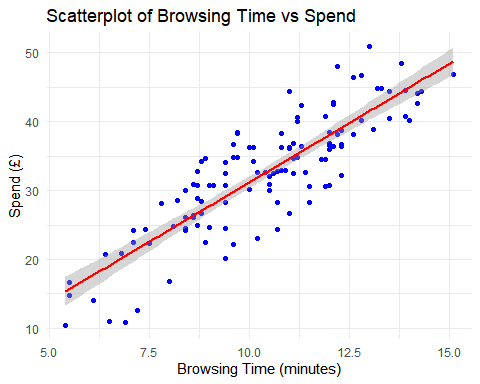 Scatterplot of Browsing Time vs Spend
50
40
30
20
10
Spend (£)
5.0 7.5 10.0 12.5 15.0
Browsing Time (minutes)